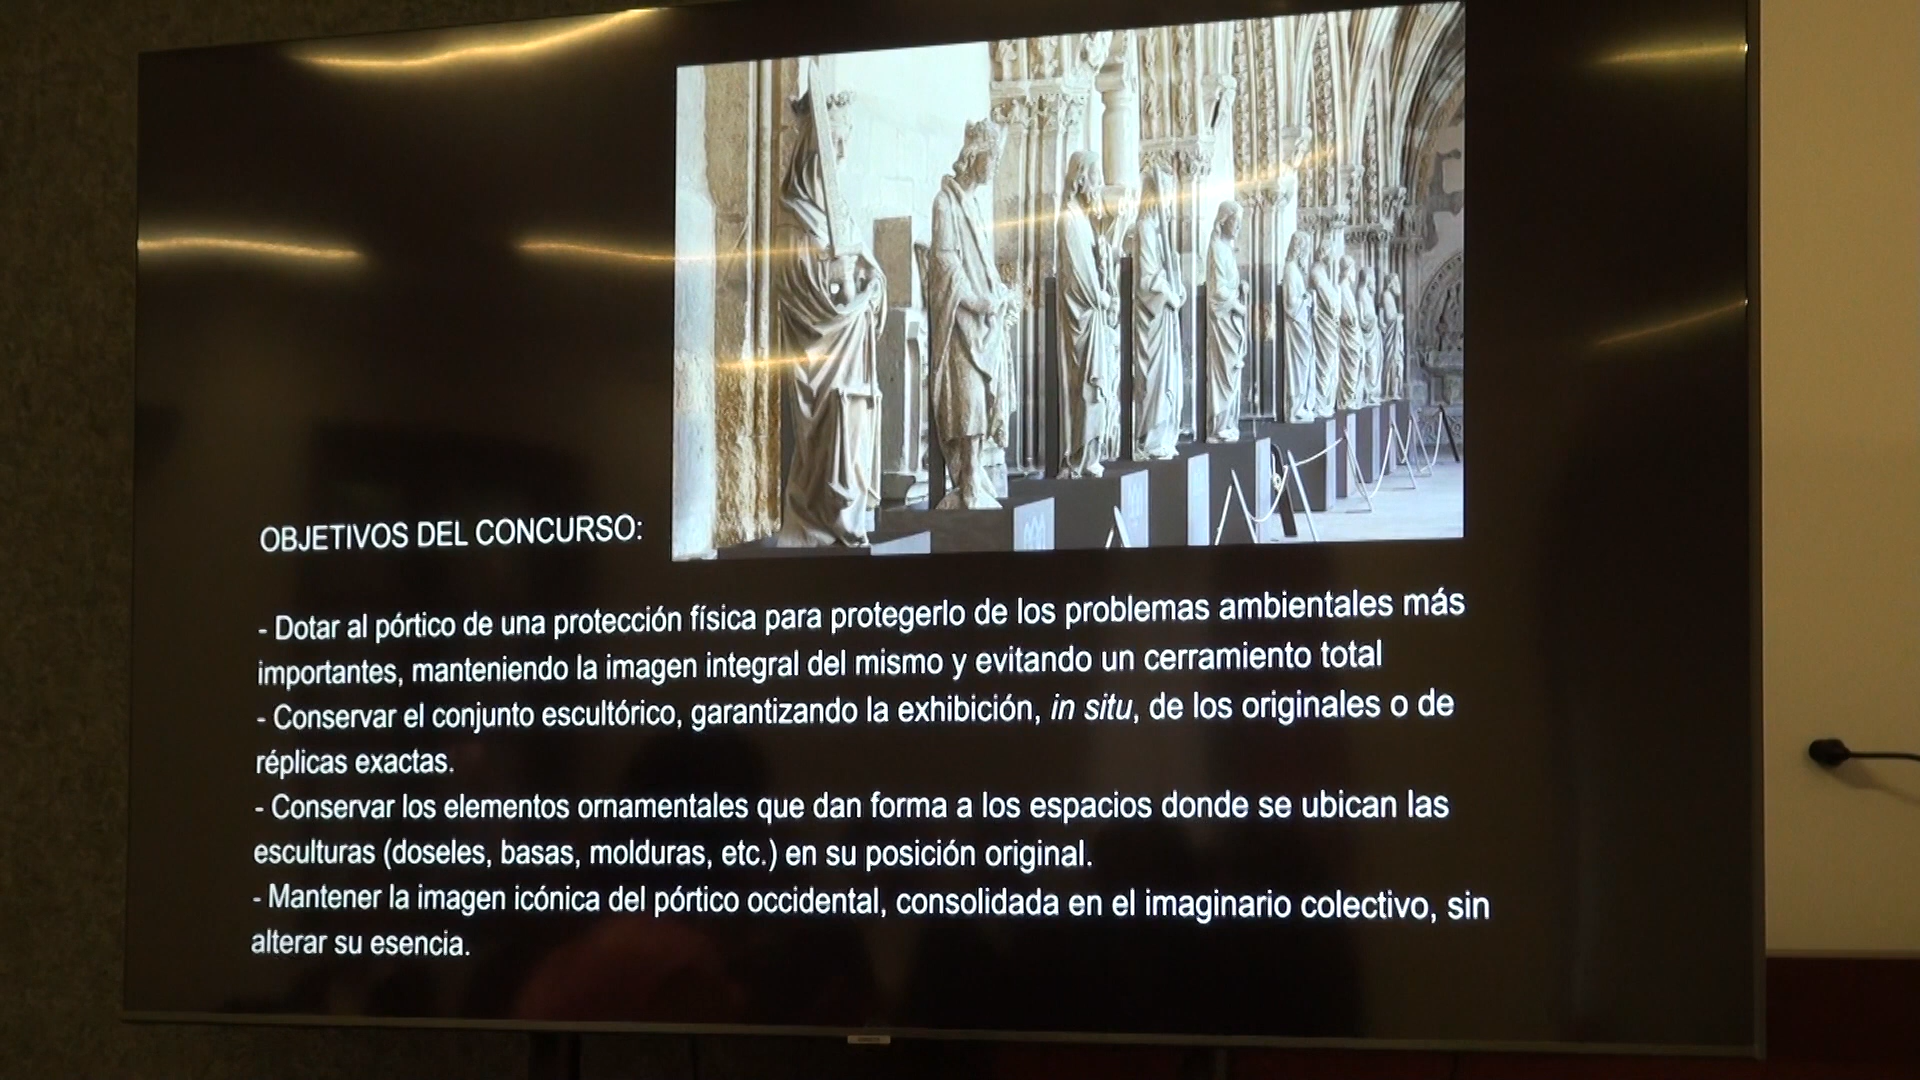 OBJETIVOS DEL CONCURSO:
- Dotar al pórtico de una protección física para protegerlo de los problemas ambientales más
importantes, manteniendo la imagen integral del mismo y evitando un cerramiento total
- Conservar el conjunto escultórico, garantizando la exhibición, in situ, de los originales o de
réplicas exactas.
- Conservar los elementos ornamentales que dan forma a los espacios donde se ubican las
esculturas (doseles, basas, molduras, etc.) en su posición original.
- Mantener la imagen icónica del pórtico occidental, consolidada en el imaginario colectivo, sin
alterar su esencia.